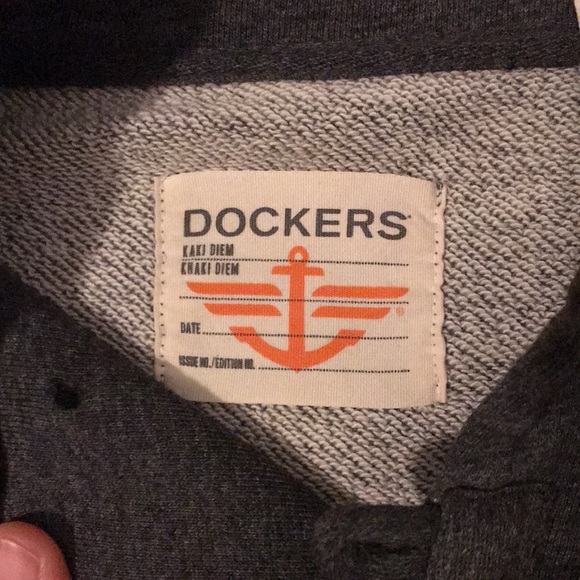 DOCKERS®
KAKI DIEM
KHAKI DIEM
®
DATE
ISSUE NO./EDITION NO.